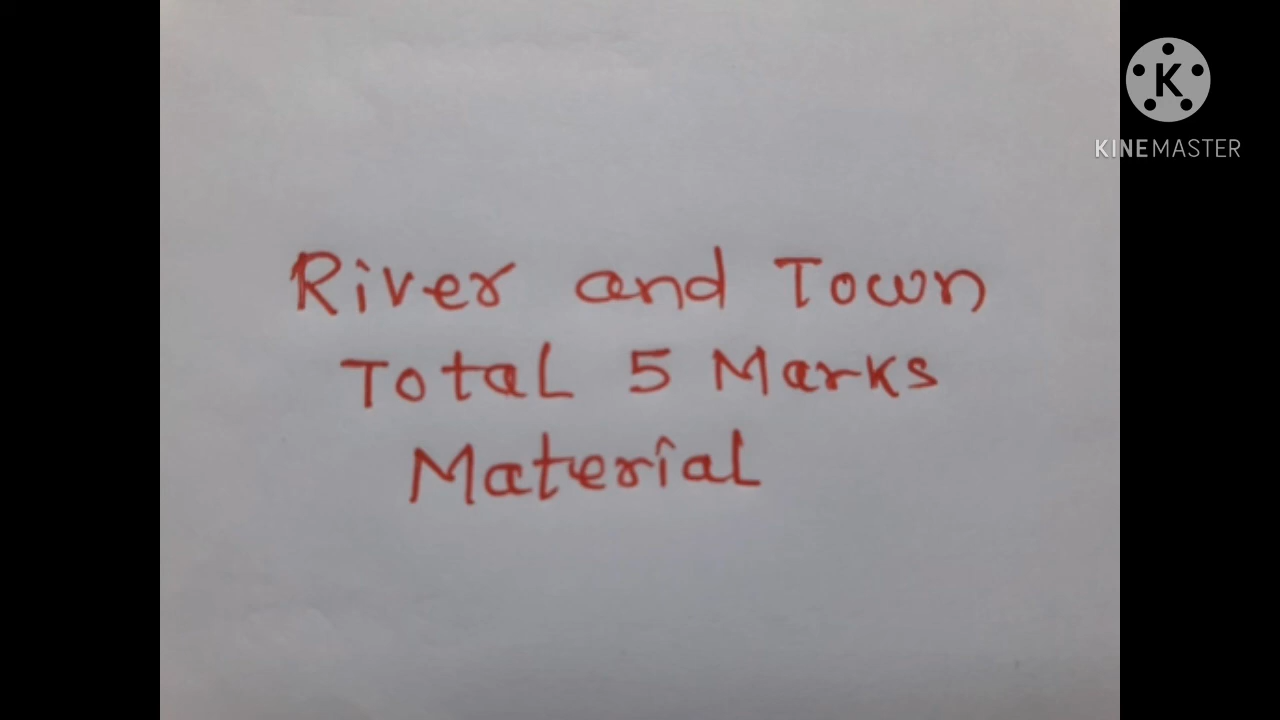 K
KINEMASTER
River and Town
Total 5 Marks
Material